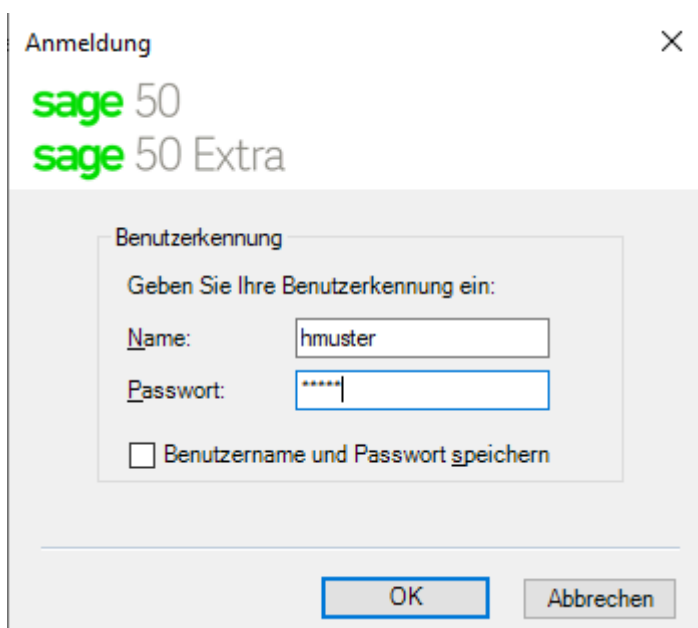 Anmeldung
sage 50
sage 50 Extra
Benutzerkennung
Geben Sie Ihre Benutzerkennung ein:
Name: hmuster
Passwort: *****
Benutzername und Passwort speichern
OK Abbrechen